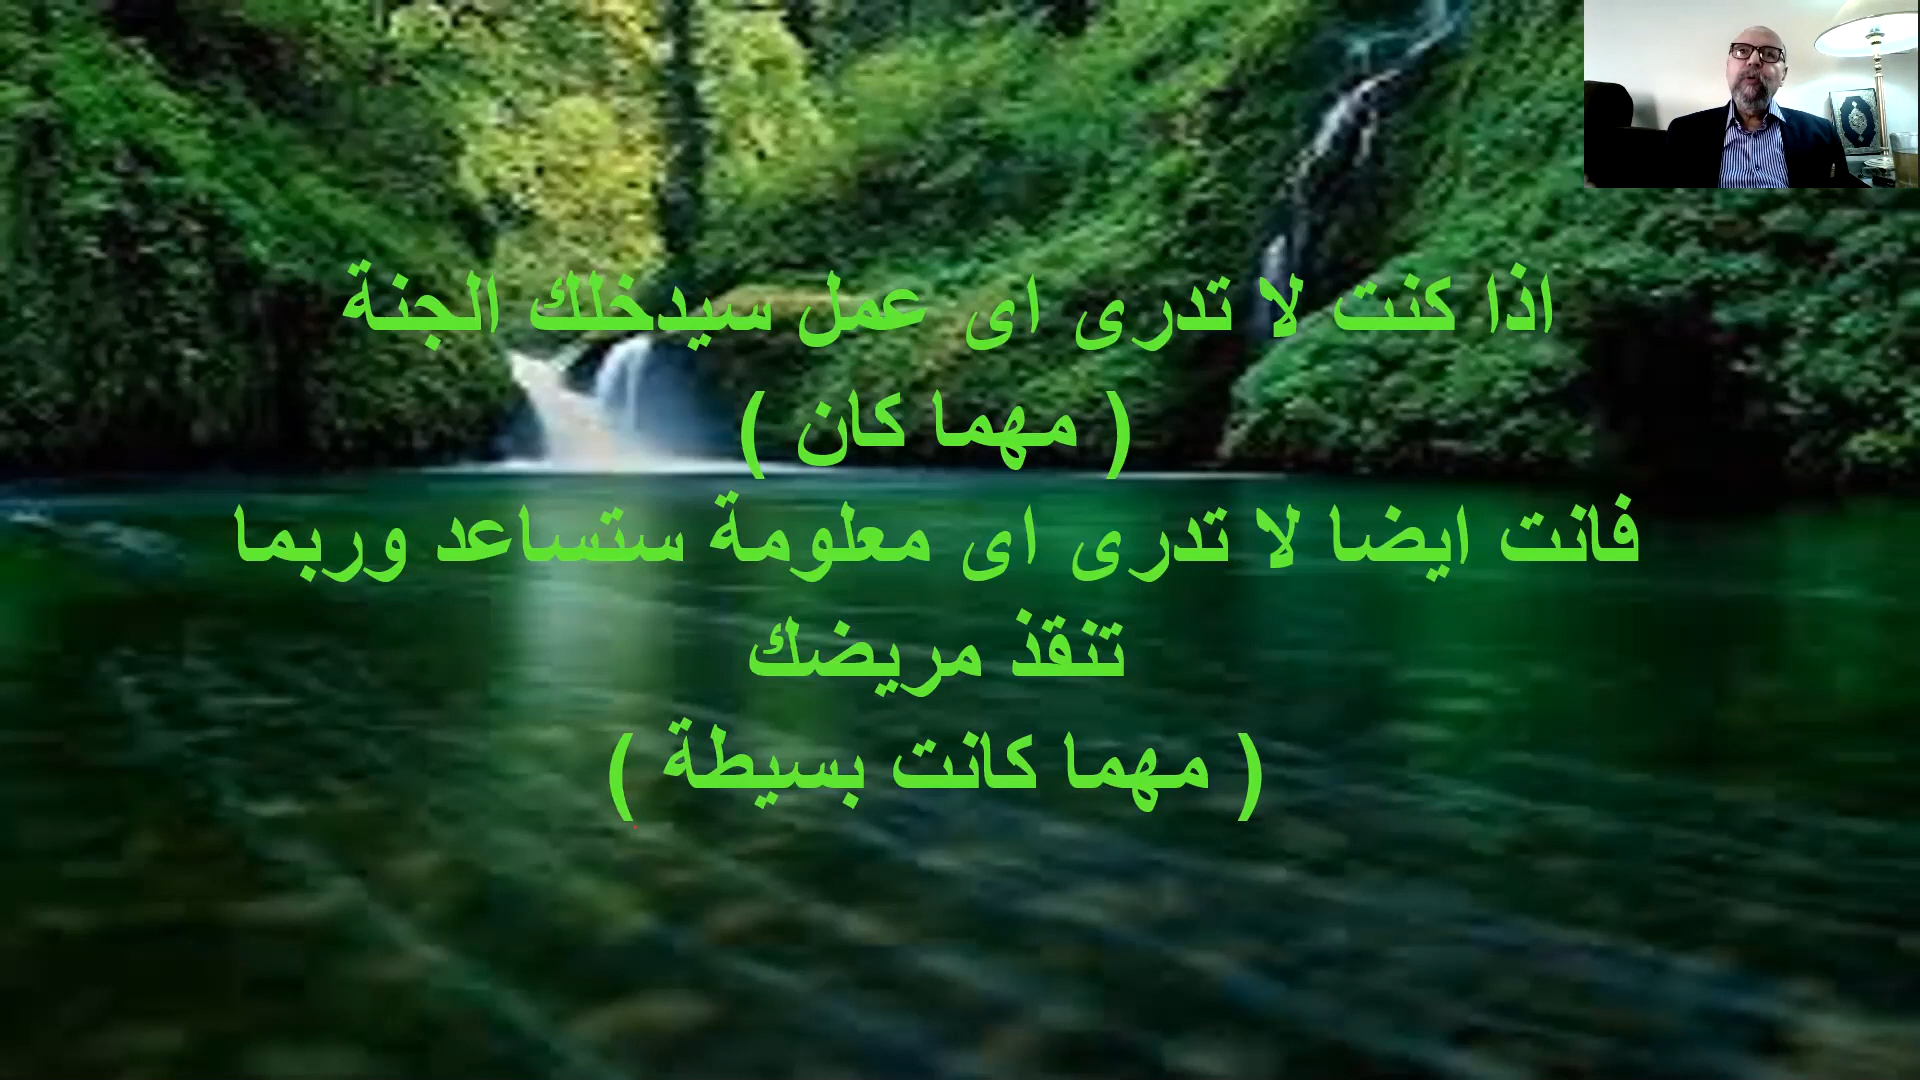 اذا كنت لا تدرى اى عمل سيدخلك الجنة
( مهما كان )
فانت ايضا لا تدرى اى معلومة ستساعد وربما
تنقذ مريضك
( مهما كانت بسيطة )